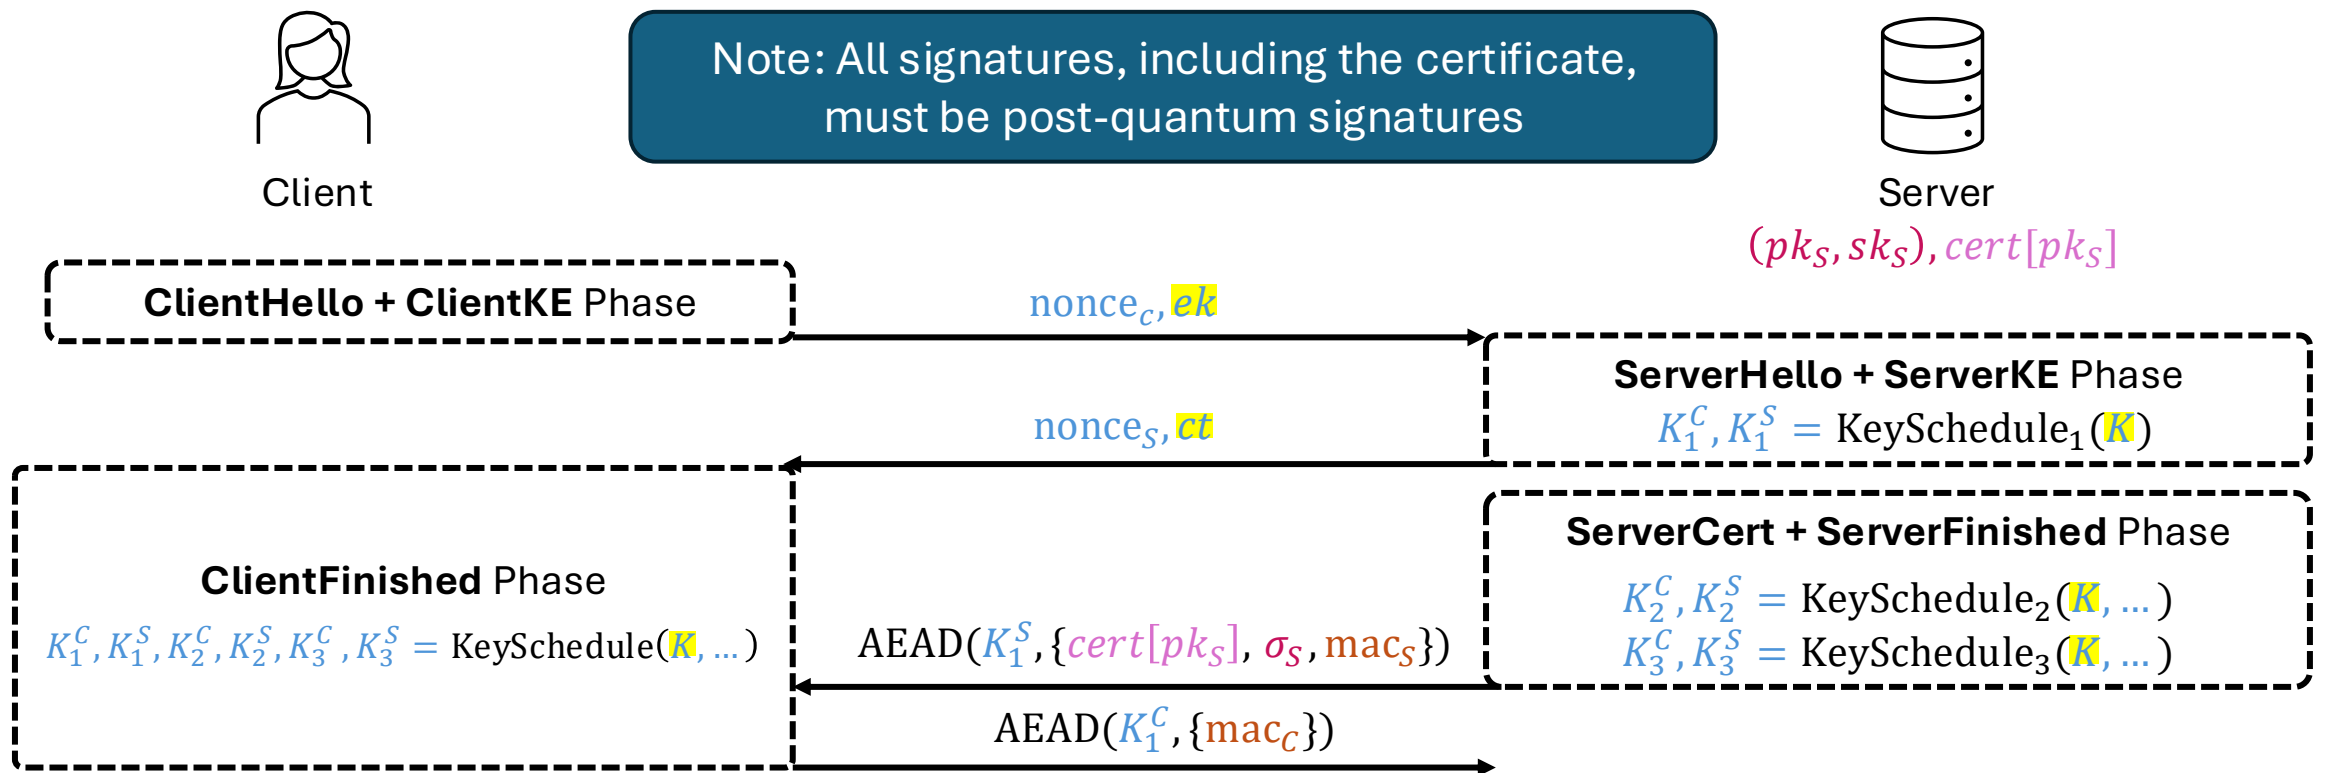 Note: All signatures, including the certificate,
must be post-quantum signatures
Client
Server
(pk_S, sk_S), cert[pk_S]
ClientHello + ClientKE Phase
nonce_c, ek
ServerHello + ServerKE Phase
K_1^C, K_1^S = KeySchedule_1(K)
nonce_S, ct
ServerCert + ServerFinished Phase
K_2^C, K_2^S = KeySchedule_2(K, …)
K_3^C, K_3^S = KeySchedule_3(K, …)
ClientFinished Phase
K_1^C, K_1^S, K_2^C, K_2^S, K_3^C, K_3^S = KeySchedule(K, …)
AEAD(K_1^S, {cert[pk_S], σ_S, mac_S})
AEAD(K_1^C, {mac_C})